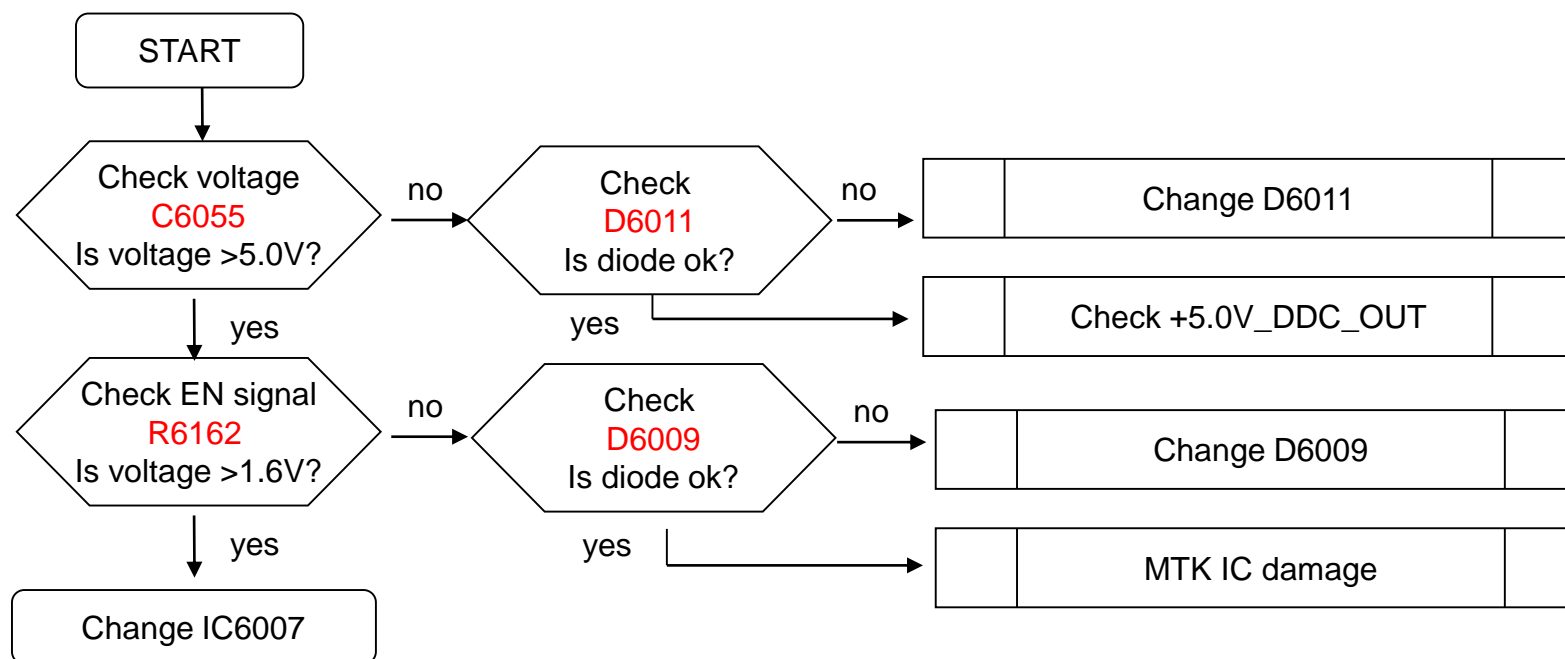 START
Check voltage
C6055
Is voltage >5.0V?
no
Check
D6011
Is diode ok?
no
Change D6011
yes
yes
Check +5.0V_DDC_OUT
Check EN signal
R6162
Is voltage >1.6V?
no
Check
D6009
Is diode ok?
no
Change D6009
yes
yes
MTK IC damage
Change IC6007